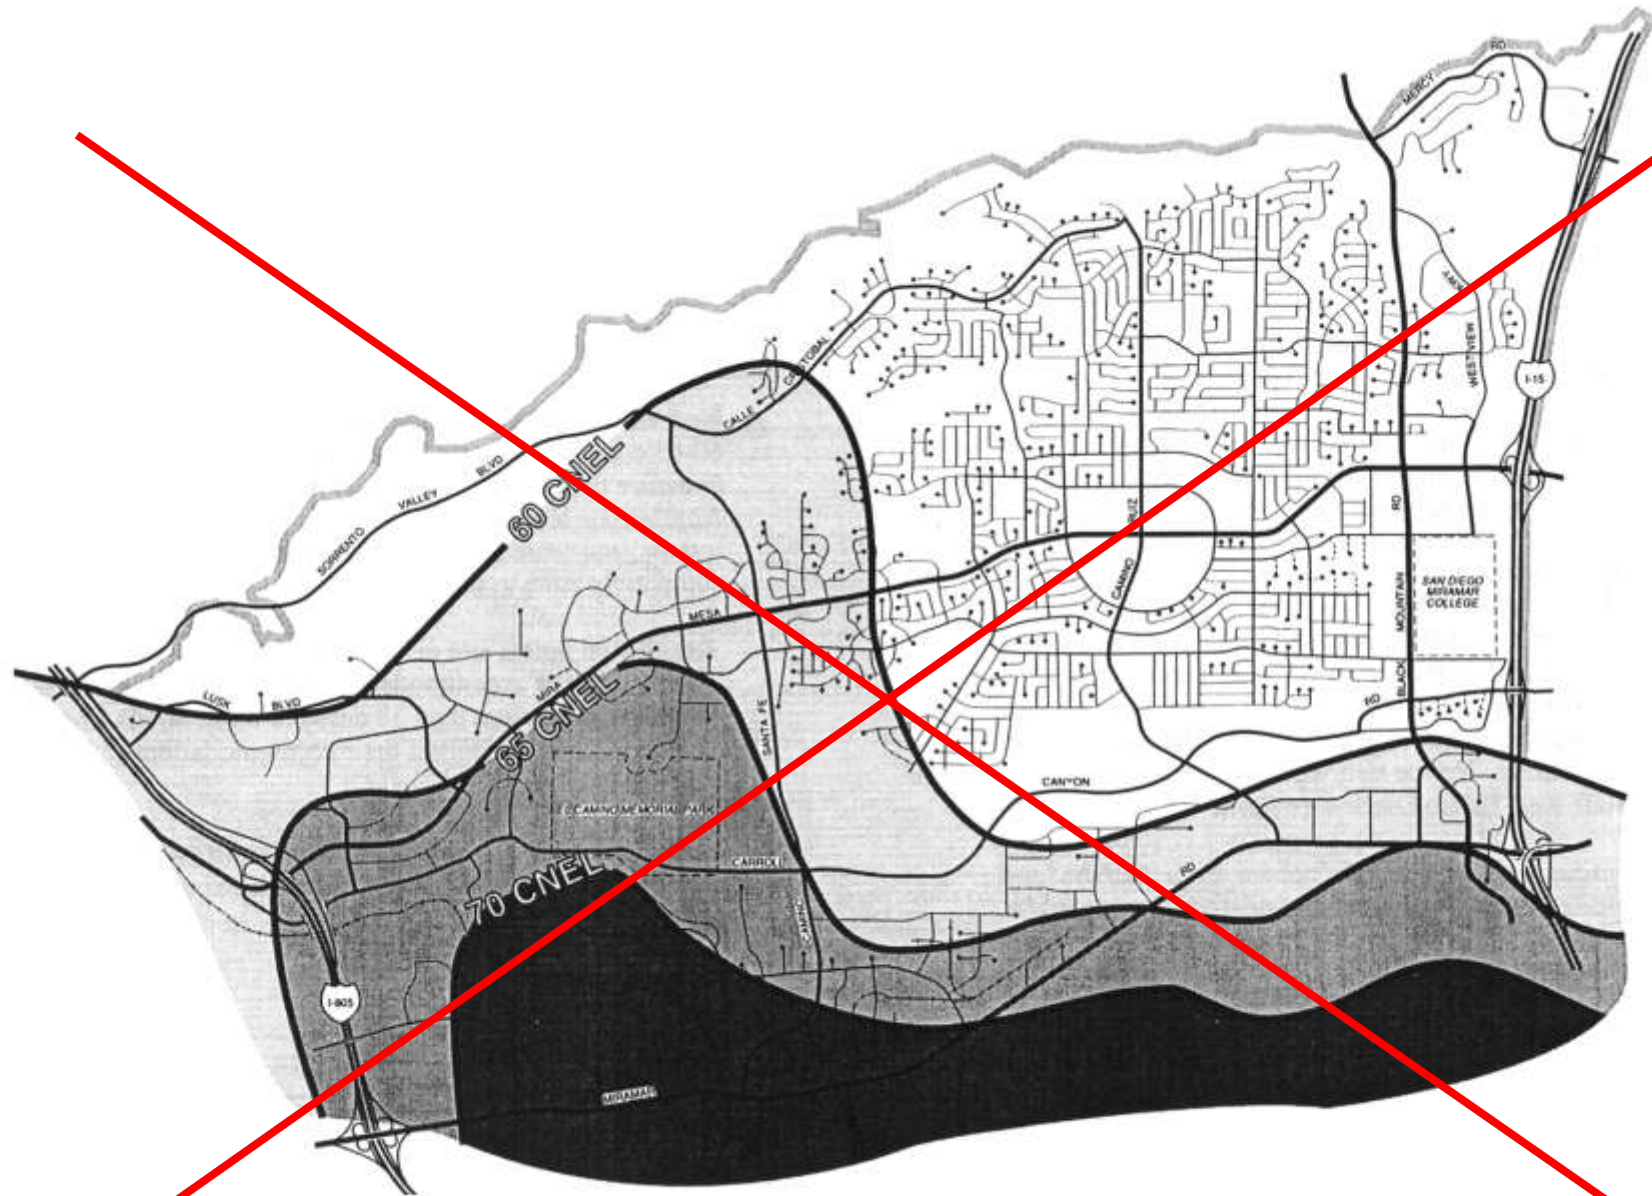 MERCY
RD
HWY
CRISTOBAL
CALLE
WESTVIEW
I-15
BLVD
VALLEY
SORRENTO
60 CNEL
RD
RUIZ
CAMINO
SAN DIEGO
MIRAMAR
COLLEGE
MOUNTAIN
BLACK
MESA
MIRA
LUSK
BLVD
65 CNEL
SANTA FE
RD
CANYON
EL CAMINO MEMORIAL PARK
CARROLL
70 CNEL
RD
CAMINO
I-805
MIRAMAR